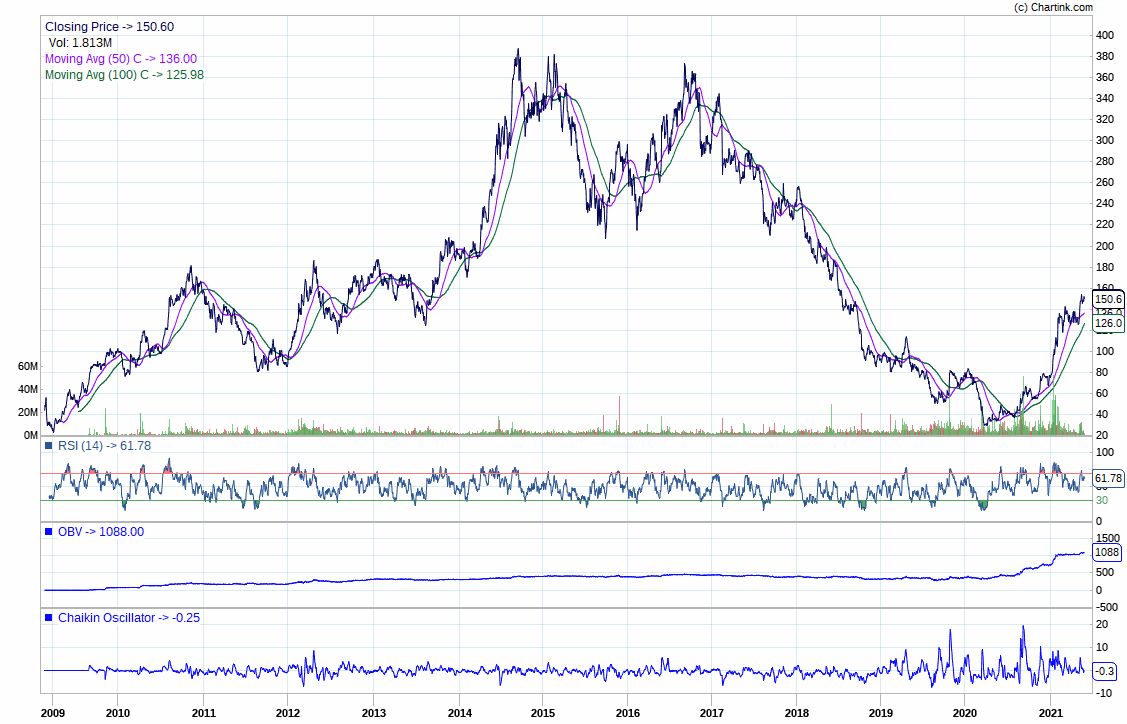 (c) Chartink.com
Closing Price -> 150.60
Vol: 1.813M
Moving Avg (50) C -> 136.00
Moving Avg (100) C -> 125.98
400
380
360
340
320
300
280
260
240
220
200
180
160
150.6
126.0
100
80
60
40
20
60M
40M
20M
0M
RSI (14) -> 61.78
100
61.78
30
0
OBV -> 1088.00
1500
1088
500
0
-500
Chaikin Oscillator -> -0.25
20
10
-0.3
-10
2009 2010 2011 2012 2013 2014 2015 2016 2017 2018 2019 2020 2021